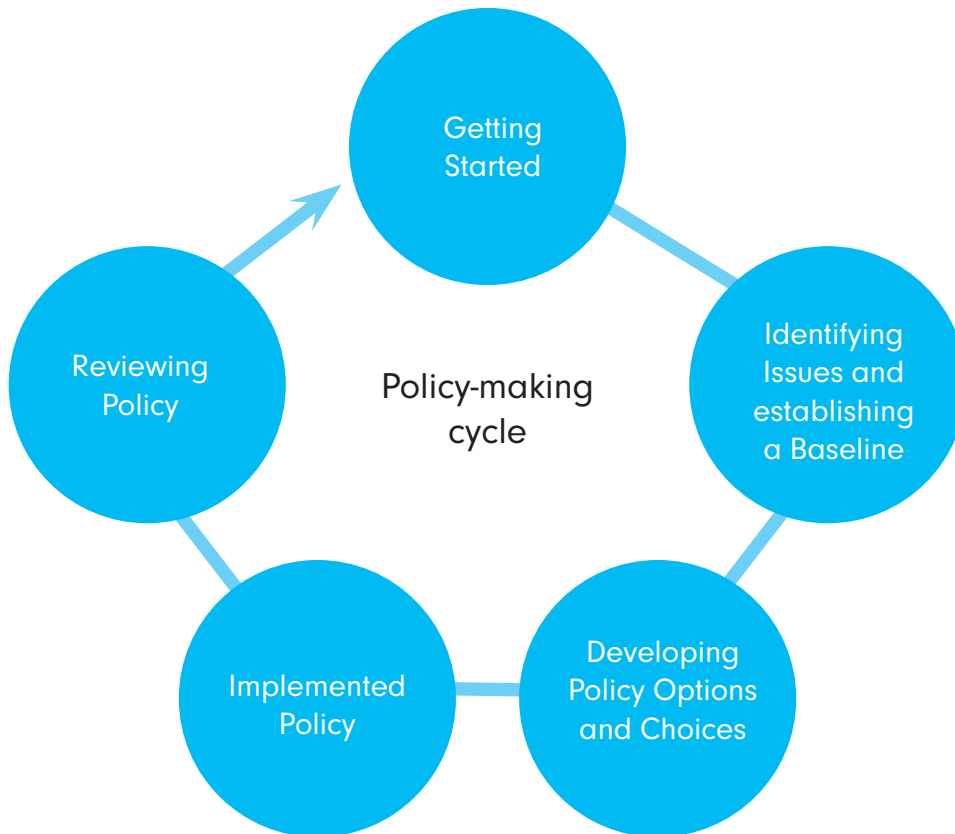 Getting
Started
Identifying
Issues and
establishing
a Baseline
Developing
Policy Options
and Choices
Implemented
Policy
Reviewing
Policy
Policy-making
cycle